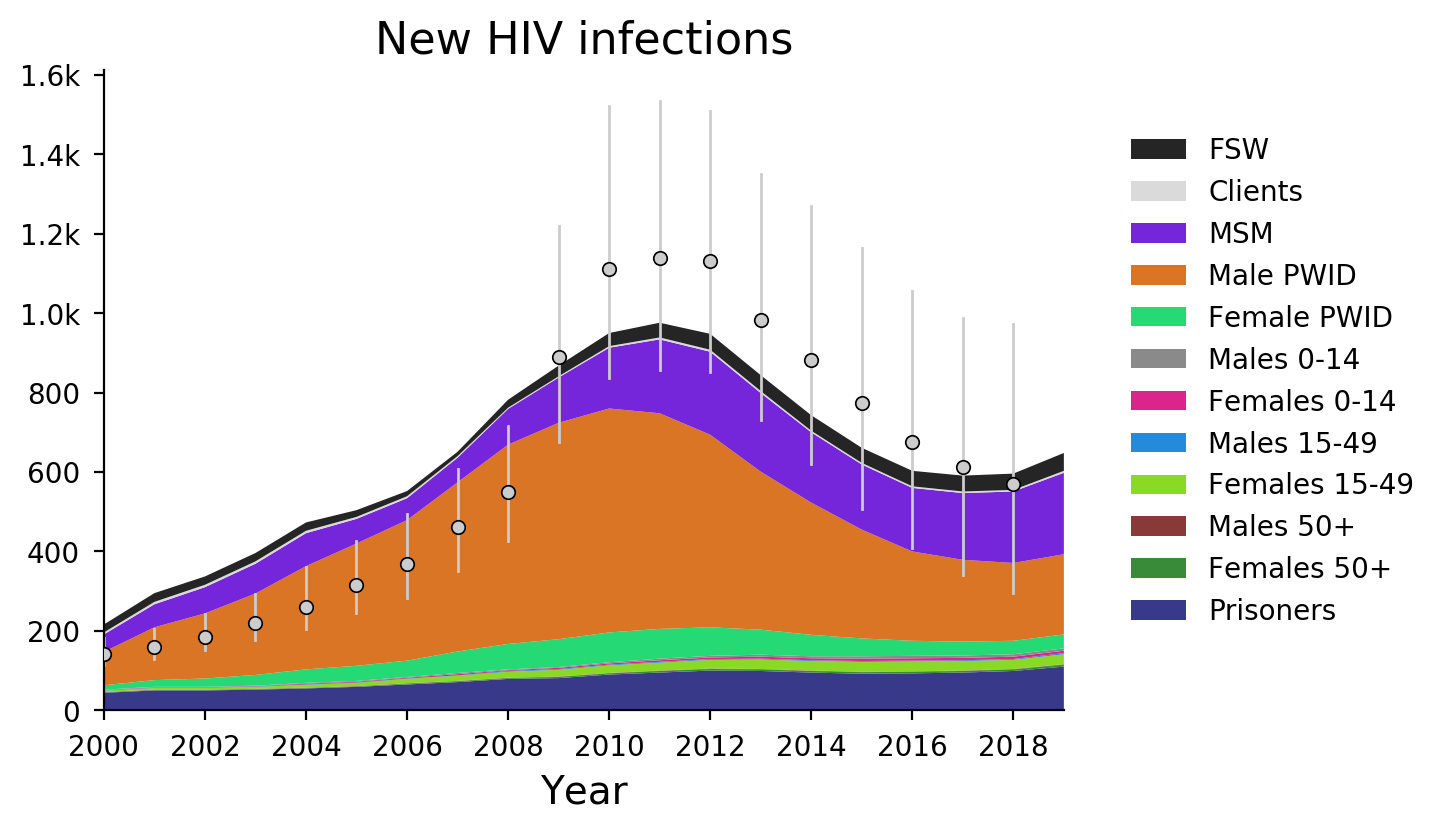 New HIV infections
1.6k
1.4k
1.2k
1.0k
800
600
400
200
0
2000 2002 2004 2006 2008 2010 2012 2014 2016 2018
Year
FSW
Clients
MSM
Male PWID
Female PWID
Males 0-14
Females 0-14
Males 15-49
Females 15-49
Males 50+
Females 50+
Prisoners